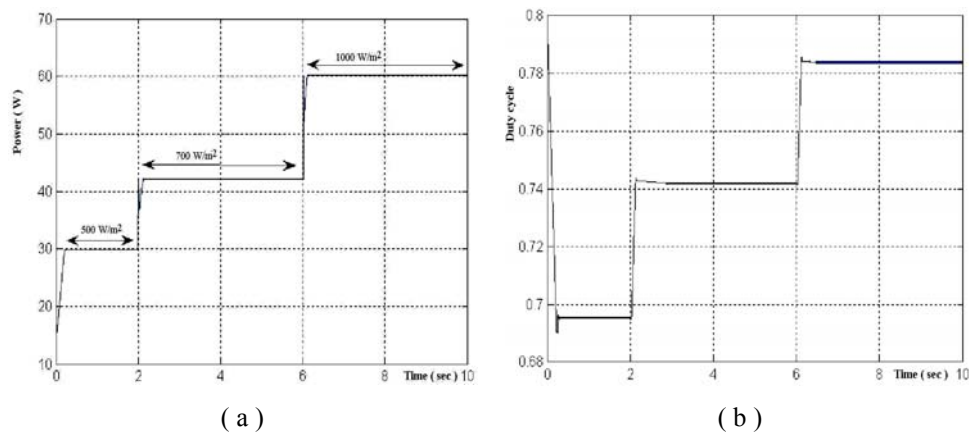 70
60
50
40
30
20
10
Power ( W )
500 W/m2
700 W/m2
1000 W/m2
0
2
4
6
8
10
Time ( sec )
( a )
0.8
0.78
0.76
0.74
0.72
0.7
0.68
Duty cycle
0
2
4
6
8
10
Time ( sec )
( b )